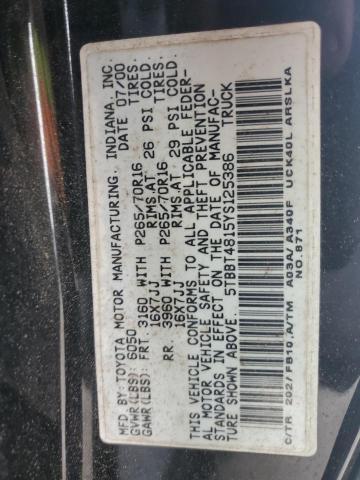 MFD. BY: TOYOTA MOTOR MANUFACTURING, INDIANA, INC.
GVWR(LBS): 6050 DATE 07/00
GAWR(LBS): FRT. 3160 WITH P265/70R16 TIRES.
16X7JJ RIMS.AT 26 PSI COLD.
RR. 3960 WITH P265/70R16 TIRES.
16X7JJ RIMS.AT 29 PSI COLD.
THIS VEHICLE CONFORMS TO ALL APPLICABLE FEDER-
AL MOTOR VEHICLE SAFETY AND THEFT PREVENTION
STANDARDS IN EFFECT ON THE DATE OF MANUFAC-
TURE SHOWN ABOVE. 5TBBT4815YS125386 TRUCK
C/TR 202/FB10.A/TM A03A/A340F UCK40L ARSLKA
NO.871